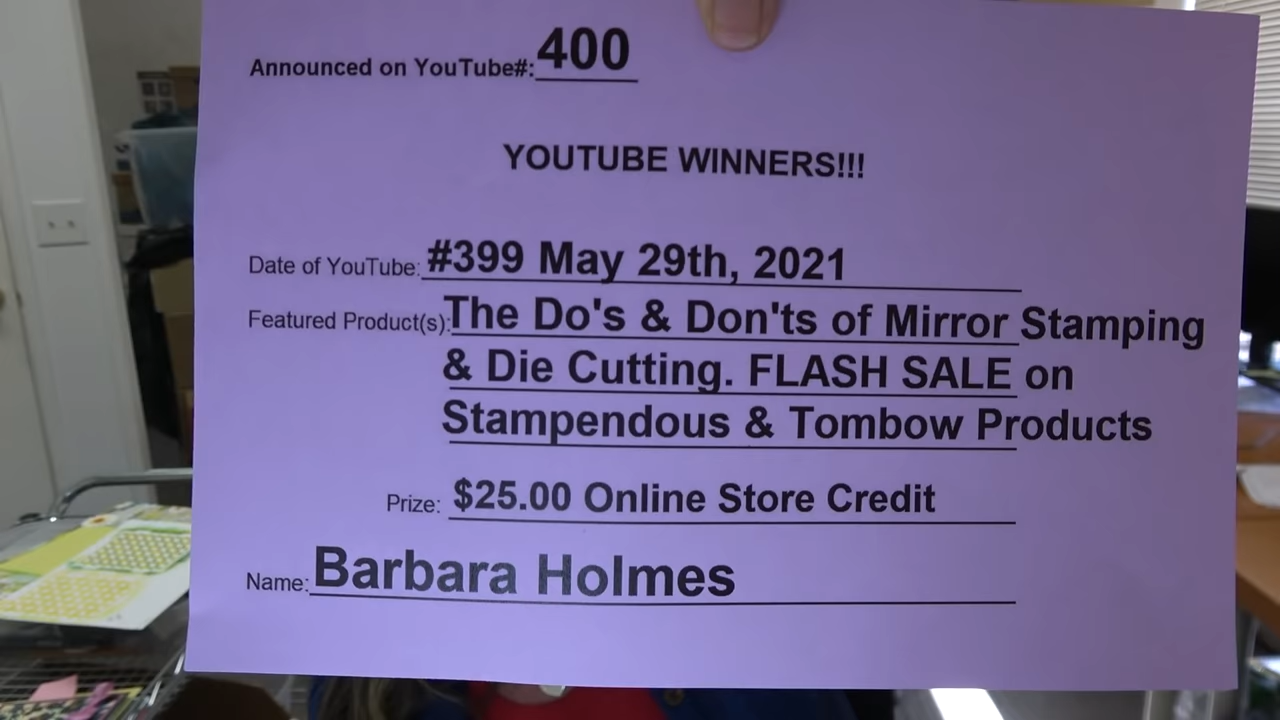 Announced on YouTube#: 400
YOUTUBE WINNERS!!!
Date of YouTube: #399 May 29th, 2021
Featured Product(s): The Do's & Don'ts of Mirror Stamping
& Die Cutting. FLASH SALE on
Stampendous & Tombow Products
Prize: $25.00 Online Store Credit
Name: Barbara Holmes